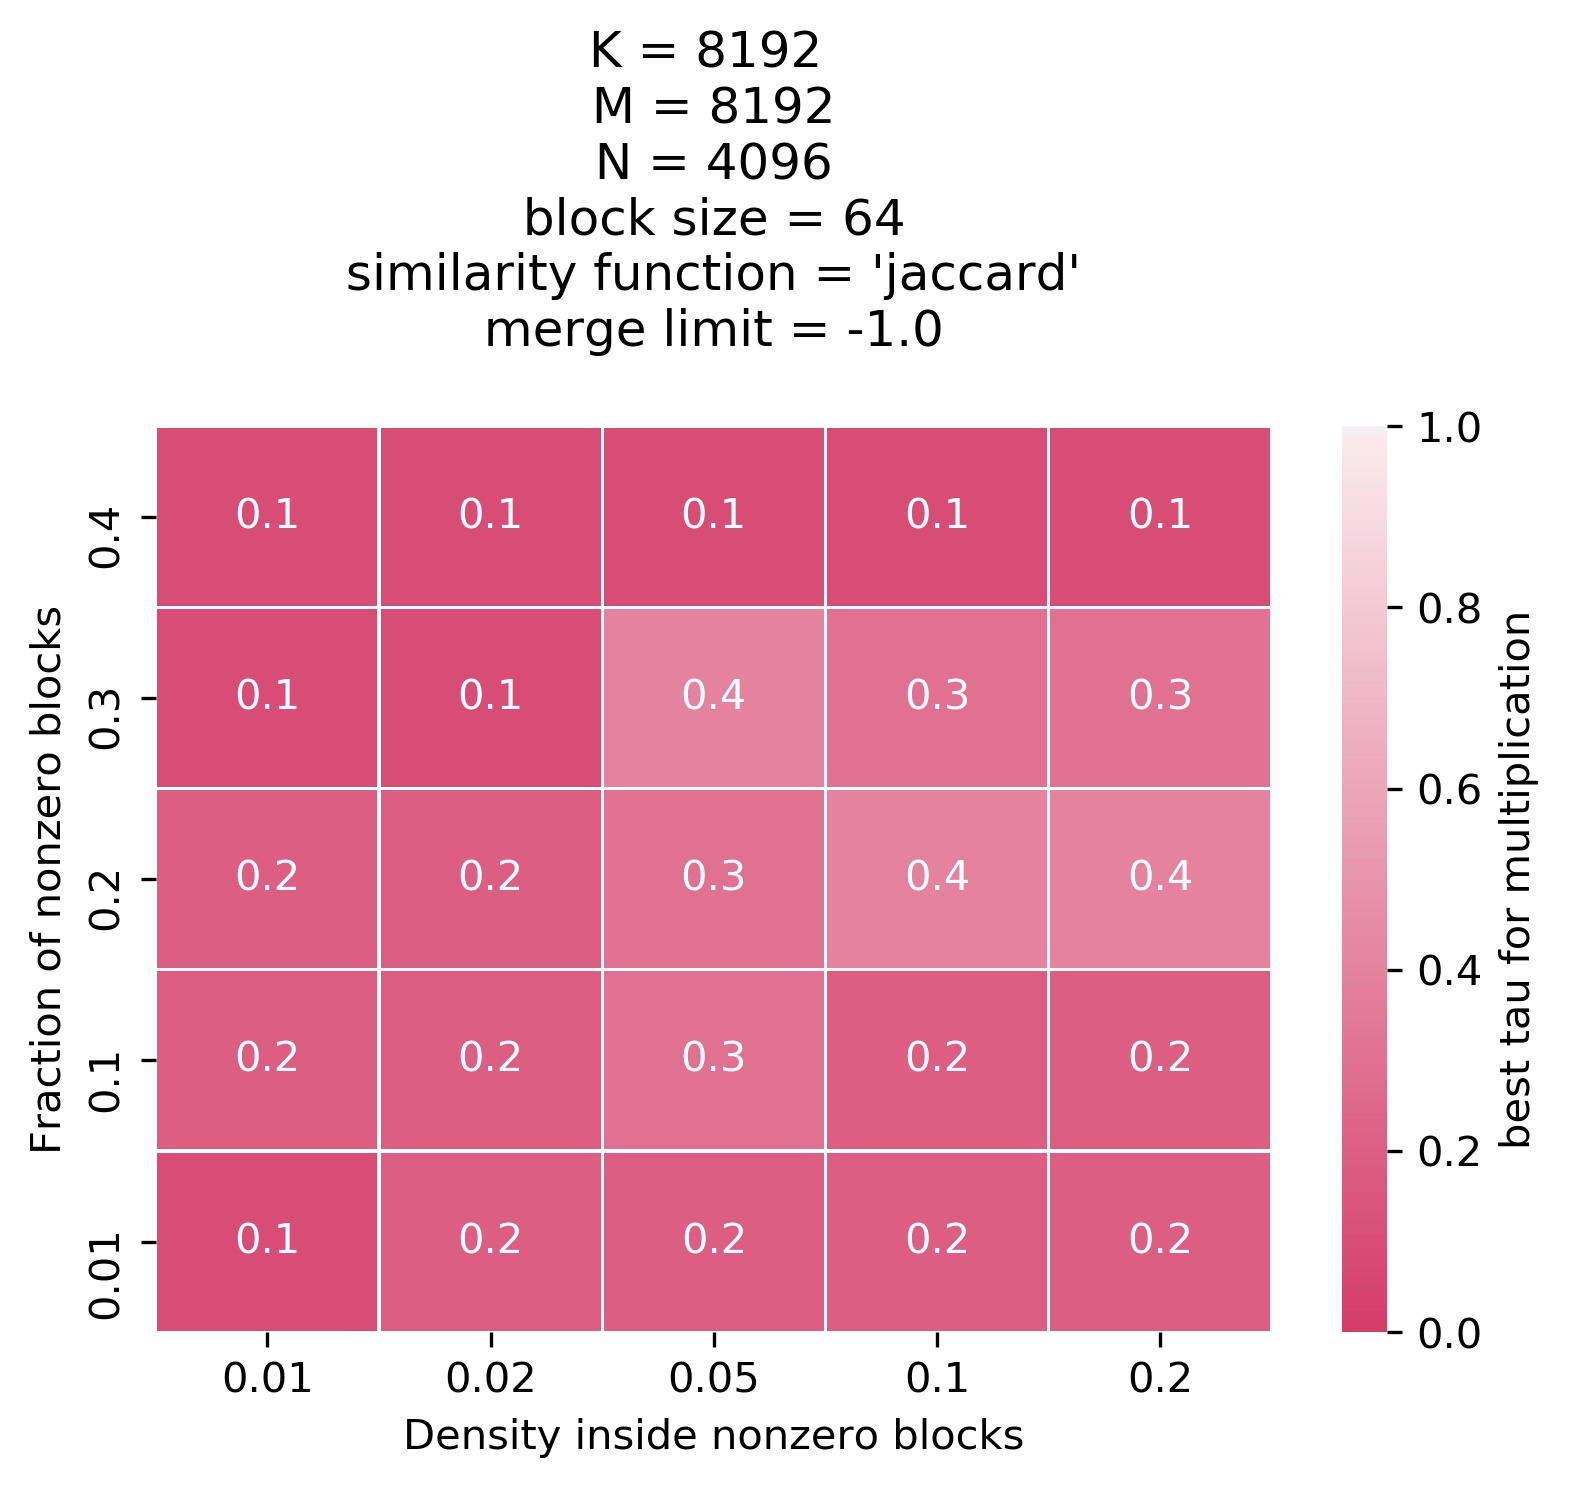 K = 8192
M = 8192
N = 4096
block size = 64
similarity function = 'jaccard'
merge limit = -1.0
0.4 0.1 0.1 0.1 0.1 0.1
0.3 0.1 0.1 0.4 0.3 0.3
0.2 0.2 0.2 0.3 0.4 0.4
0.1 0.2 0.2 0.3 0.2 0.2
0.01 0.1 0.2 0.2 0.2 0.2
0.01 0.02 0.05 0.1 0.2
Density inside nonzero blocks
Fraction of nonzero blocks
1.0
0.8
0.6
0.4
0.2
0.0
best tau for multiplication